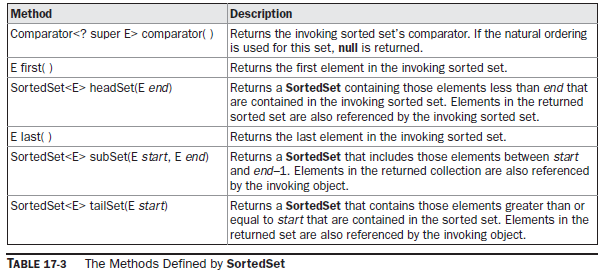 Method Description
Comparator<? super E> comparator( ) Returns the invoking sorted set's comparator. If the natural ordering
is used for this set, null is returned.
E first( ) Returns the first element in the invoking sorted set.
SortedSet<E> headSet(E end) Returns a SortedSet containing those elements less than end that
are contained in the invoking sorted set. Elements in the returned
sorted set are also referenced by the invoking sorted set.
E last( ) Returns the last element in the invoking sorted set.
SortedSet<E> subSet(E start, E end) Returns a SortedSet that includes those elements between start
and end–1. Elements in the returned collection are also referenced
by the invoking object.
SortedSet<E> tailSet(E start) Returns a SortedSet that contains those elements greater than or
equal to start that are contained in the sorted set. Elements in the
returned set are also referenced by the invoking object.
TABLE 17-3 The Methods Defined by SortedSet